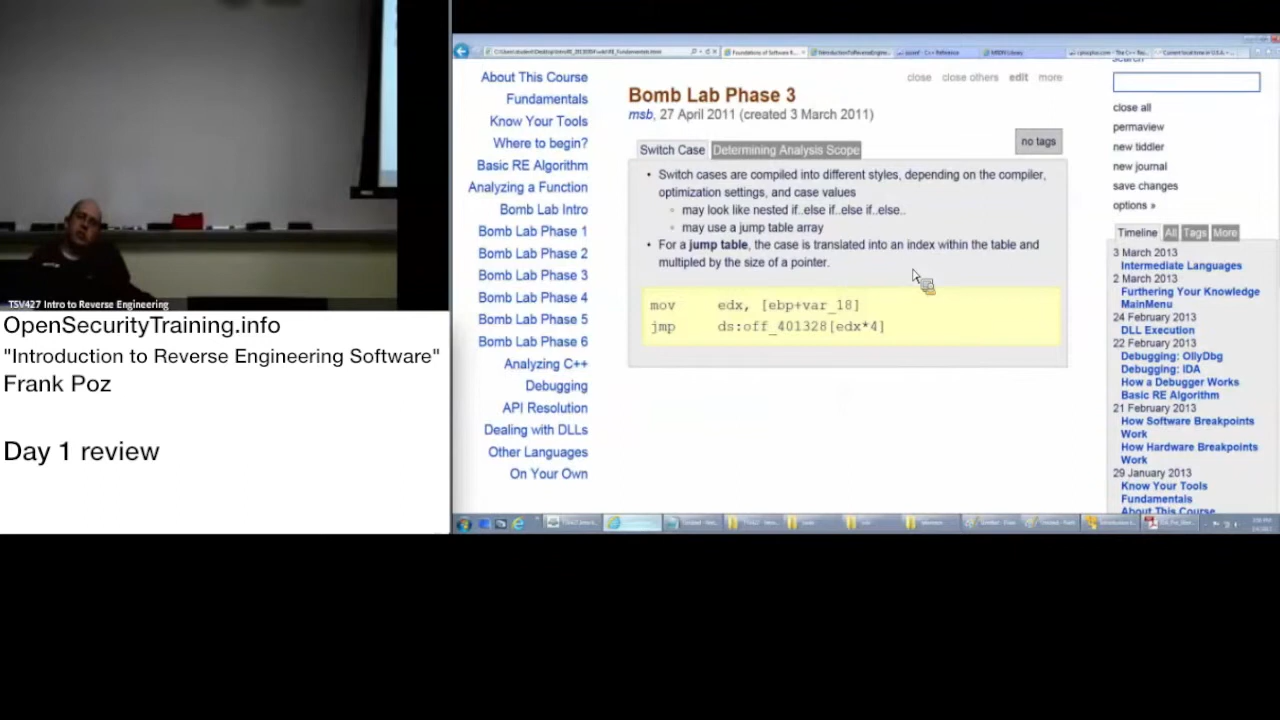 TSV427 Intro to Reverse Engineering
OpenSecurityTraining.info
"Introduction to Reverse Engineering Software"
Frank Poz
Day 1 review
About This Course
Fundamentals
Know Your Tools
Where to begin?
Basic RE Algorithm
Analyzing a Function
Bomb Lab Intro
Bomb Lab Phase 1
Bomb Lab Phase 2
Bomb Lab Phase 3
Bomb Lab Phase 4
Bomb Lab Phase 5
Bomb Lab Phase 6
Analyzing C++
Debugging
API Resolution
Dealing with DLLs
Other Languages
On Your Own
close close others edit more
Bomb Lab Phase 3
msb, 27 April 2011 (created 3 March 2011)
no tags
Switch Case Determining Analysis Scope
• Switch cases are compiled into different styles, depending on the compiler,
optimization settings, and case values
may look like nested if..else if..else if..else..
may use a jump table array
• For a jump table, the case is translated into an index within the table and
multipled by the size of a pointer.
mov edx, [ebp+var_18]
jmp ds:off_401328[edx*4]
search
close all
permaview
new tiddler
new journal
save changes
options »
Timeline All Tags More
3 March 2013
Intermediate Languages
2 March 2013
Furthering Your Knowledge
MainMenu
24 February 2013
DLL Execution
22 February 2013
Debugging: OllyDbg
Debugging: IDA
How a Debugger Works
Basic RE Algorithm
21 February 2013
How Software Breakpoints
Work
How Hardware Breakpoints
Work
29 January 2013
Know Your Tools
Fundamentals
About This Course